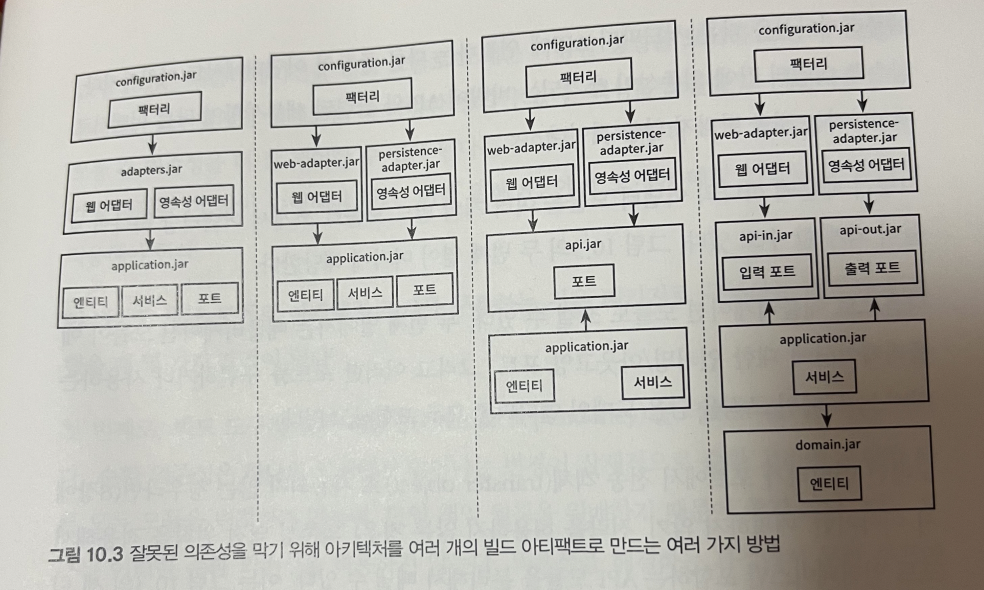 configuration.jar
팩터리
adapters.jar
웹 어댑터
영속성 어댑터
application.jar
엔티티
서비스
포트
configuration.jar
팩터리
web-adapter.jar
웹 어댑터
persistence-
adapter.jar
영속성 어댑터
application.jar
엔티티
서비스
포트
configuration.jar
팩터리
web-adapter.jar
웹 어댑터
persistence-
adapter.jar
영속성 어댑터
api.jar
포트
application.jar
엔티티
서비스
configuration.jar
팩터리
web-adapter.jar
웹 어댑터
persistence-
adapter.jar
영속성 어댑터
api-in.jar
입력 포트
api-out.jar
출력 포트
application.jar
서비스
domain.jar
엔티티
그림 10.3 잘못된 의존성을 막기 위해 아키텍처를 여러 개의 빌드 아티팩트로 만드는 여러 가지 방법